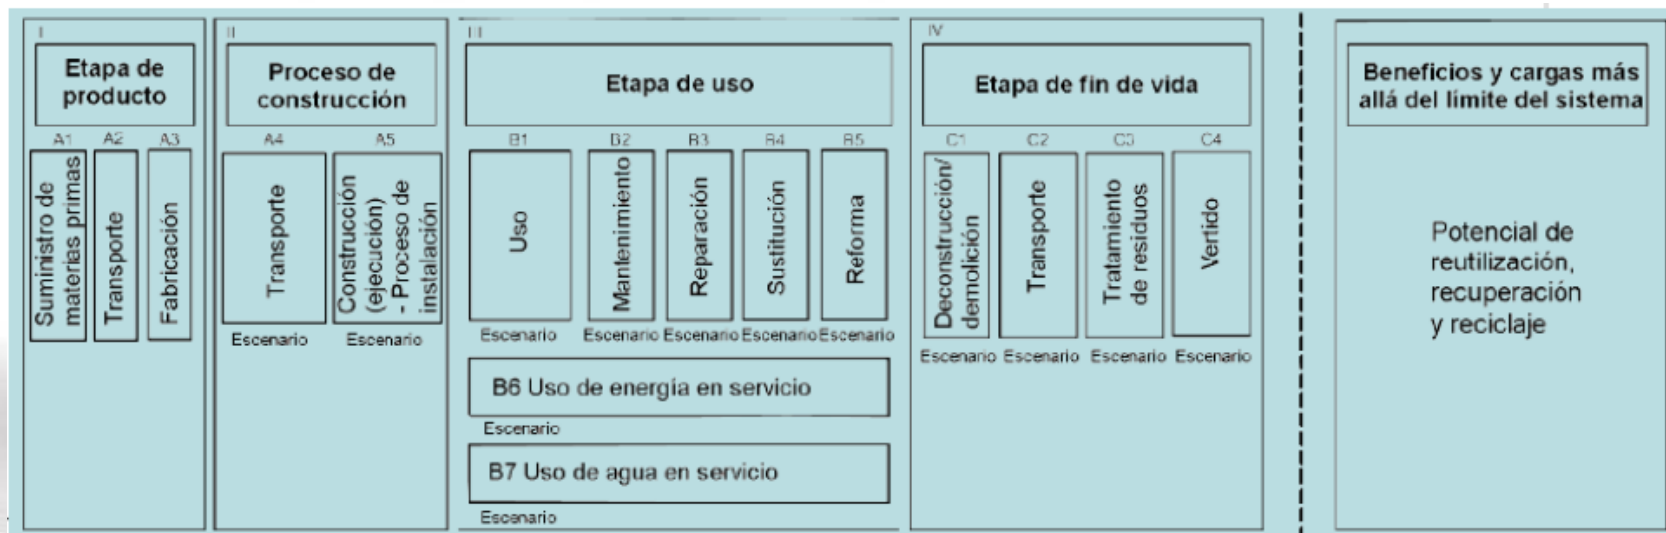 I
Etapa de
producto
A1 A2 A3
Suministro de
materias primas
Transporte
Fabricación
II
Proceso de
construcción
A4 A5
Transporte
Construcción
(ejecución)
- Proceso de
instalación
Escenario Escenario
III
Etapa de uso
B1 B2 B3 B4 B5
Uso
Mantenimiento
Reparación
Sustitución
Reforma
Escenario Escenario Escenario Escenario Escenario
B6 Uso de energía en servicio
Escenario
B7 Uso de agua en servicio
Escenario
IV
Etapa de fin de vida
C1 C2 C3 C4
Deconstrucción/
demolición
Transporte
Tratamiento
de residuos
Vertido
Escenario Escenario Escenario Escenario
Beneficios y cargas más
allá del límite del sistema
Potencial de
reutilización,
recuperación
y reciclaje